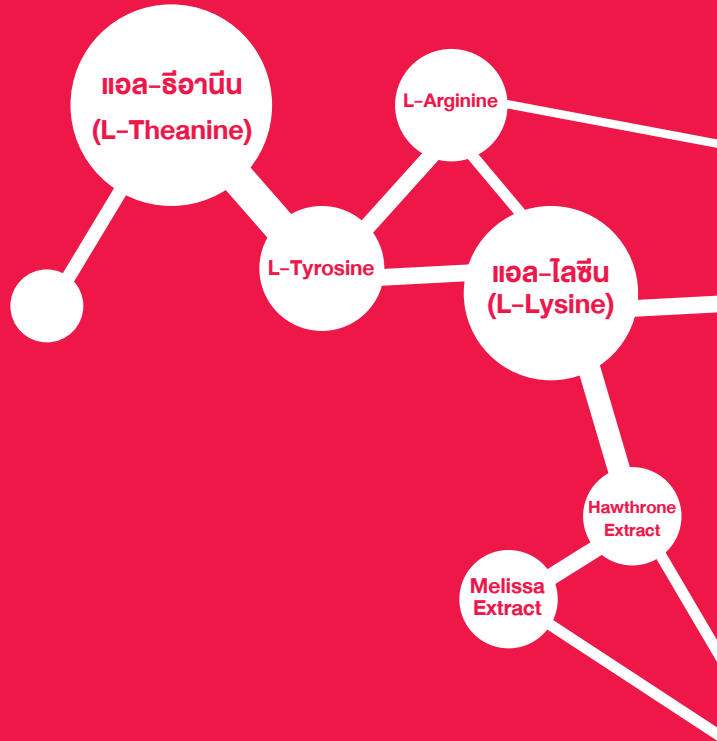 แอล-ธีอานีน
(L-Theanine)
L-Arginine
L-Tyrosine
แอล-ไลซีน
(L-Lysine)
Hawthrone
Extract
Melissa
Extract